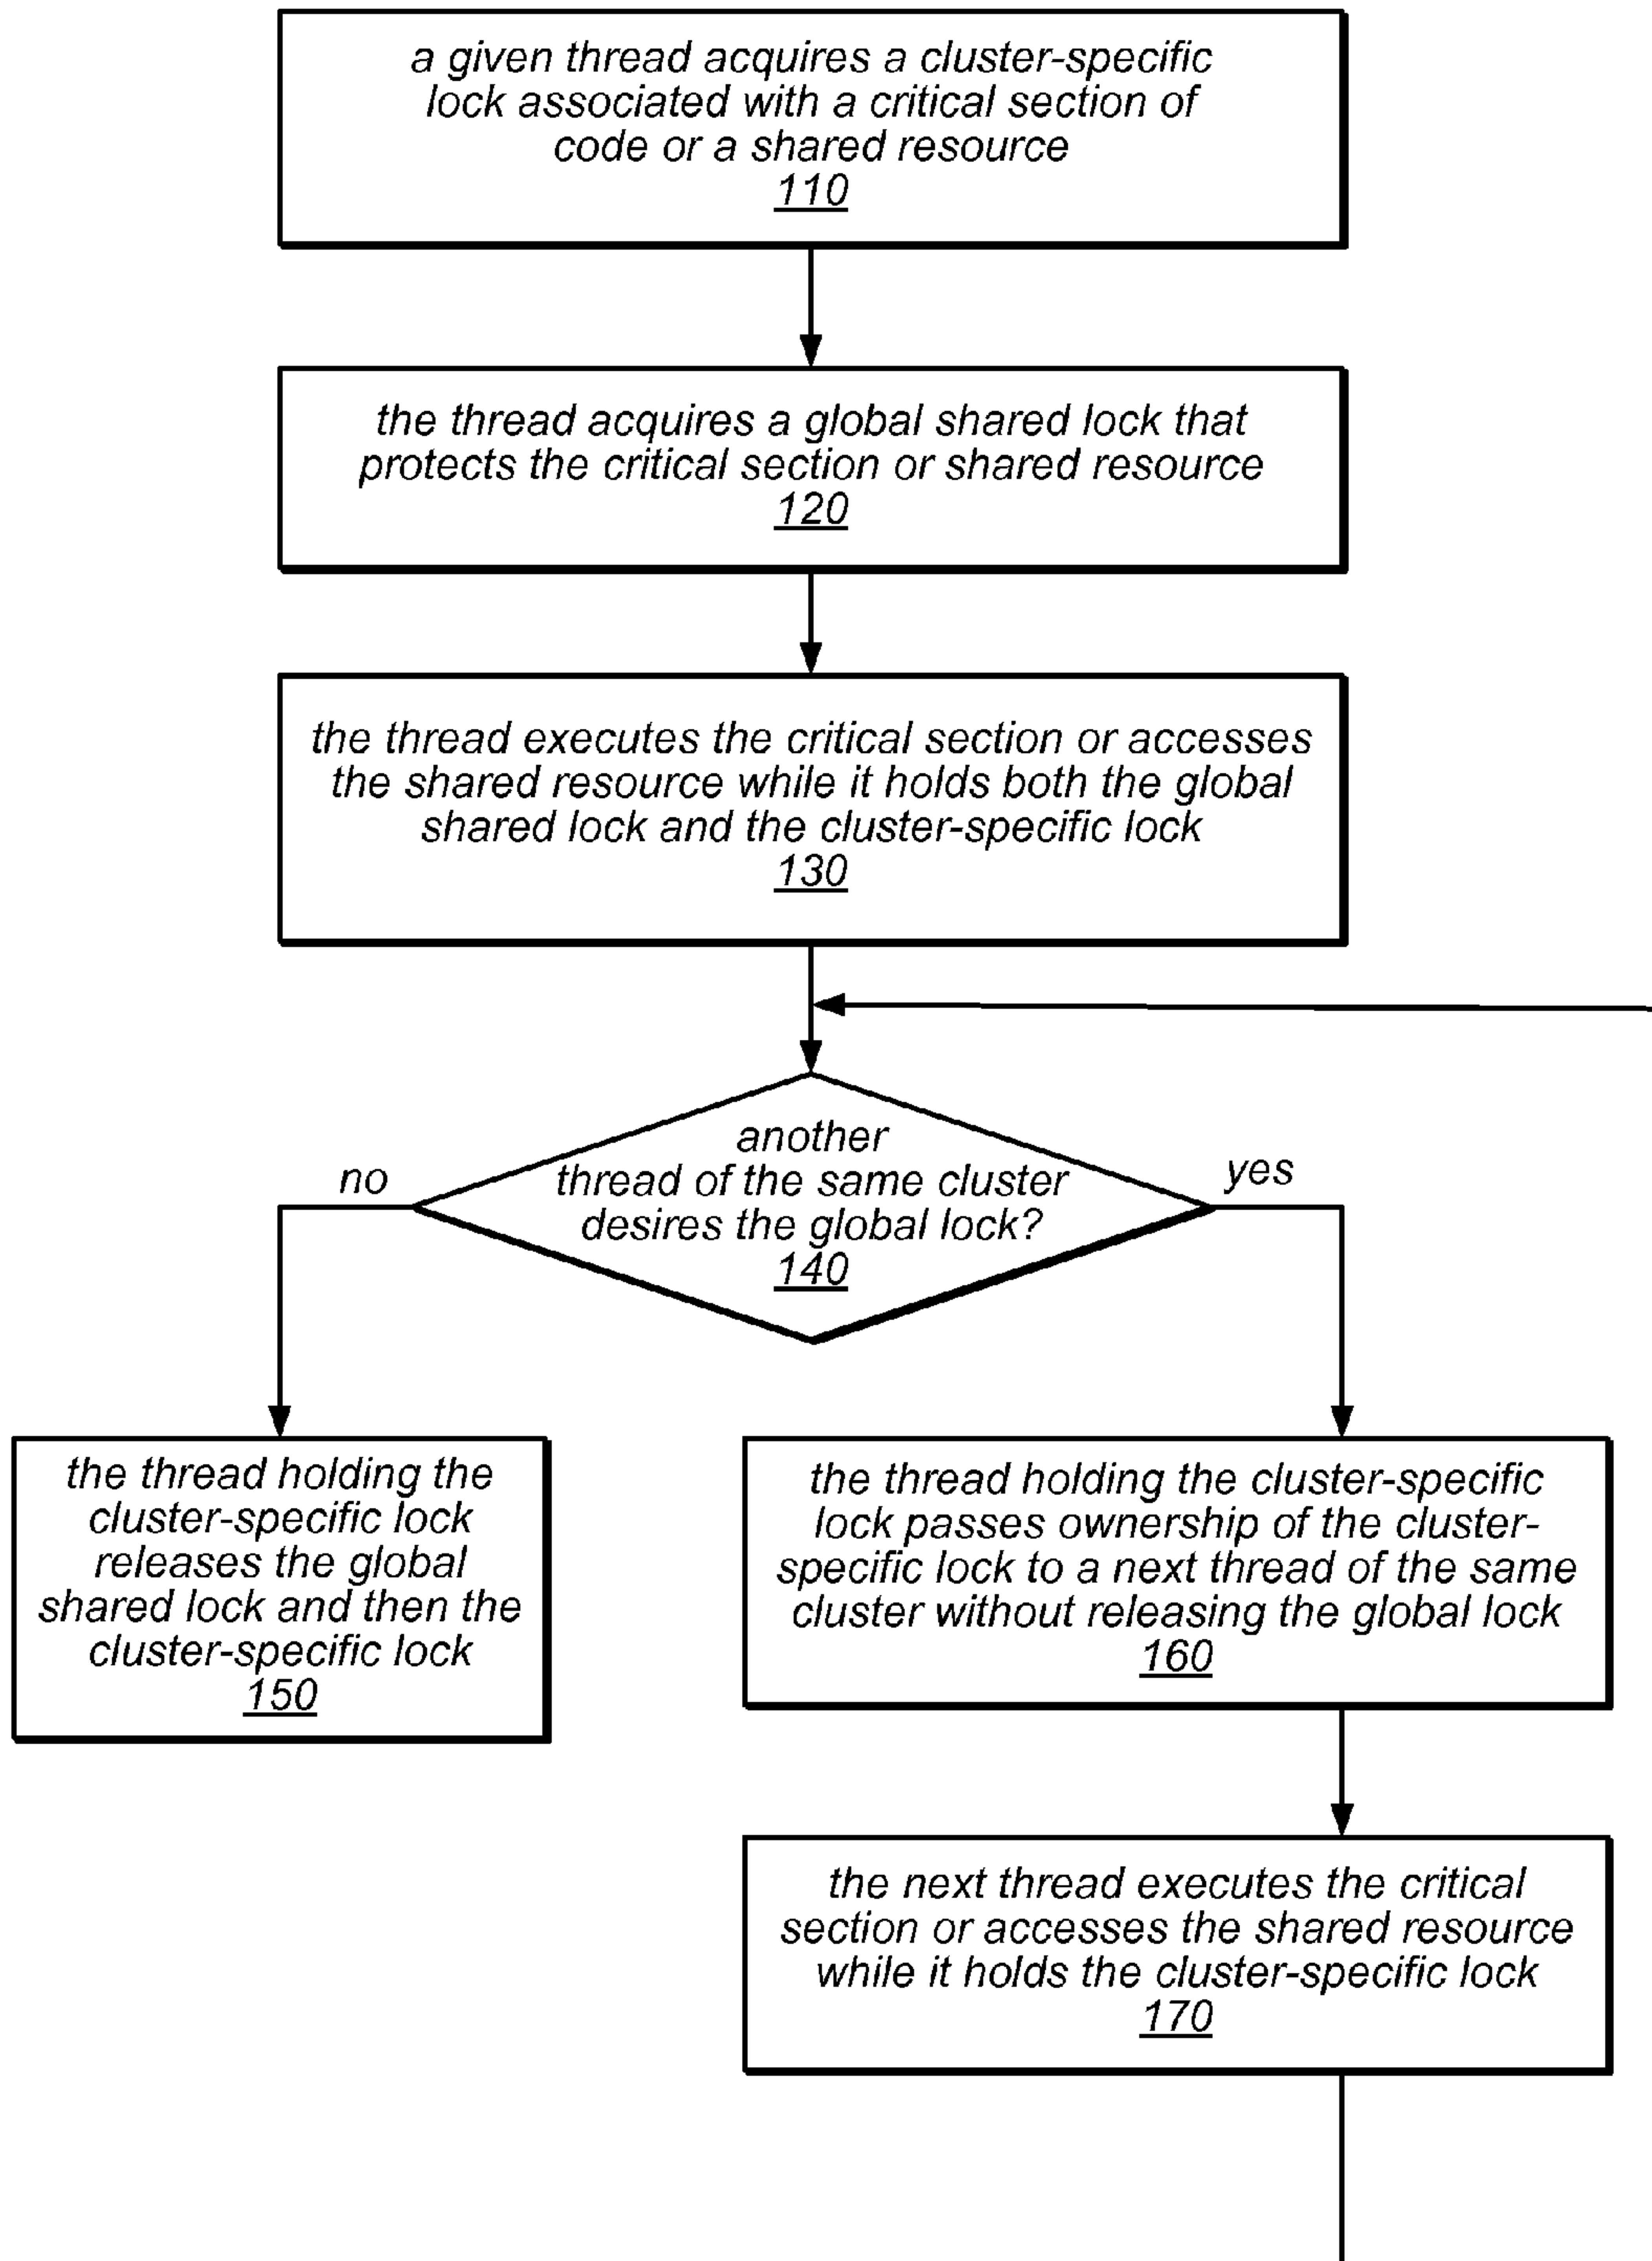 a given thread acquires a cluster-specific
lock associated with a critical section of
code or a shared resource
110
the thread acquires a global shared lock that
protects the critical section or shared resource
120
the thread executes the critical section or accesses
the shared resource while it holds both the global
shared lock and the cluster-specific lock
130
another
thread of the same cluster
desires the global lock?
140
no
yes
the thread holding the
cluster-specific lock
releases the global
shared lock and then the
cluster-specific lock
150
the thread holding the cluster-specific
lock passes ownership of the cluster-
specific lock to a next thread of the same
cluster without releasing the global lock
160
the next thread executes the critical
section or accesses the shared resource
while it holds the cluster-specific lock
170